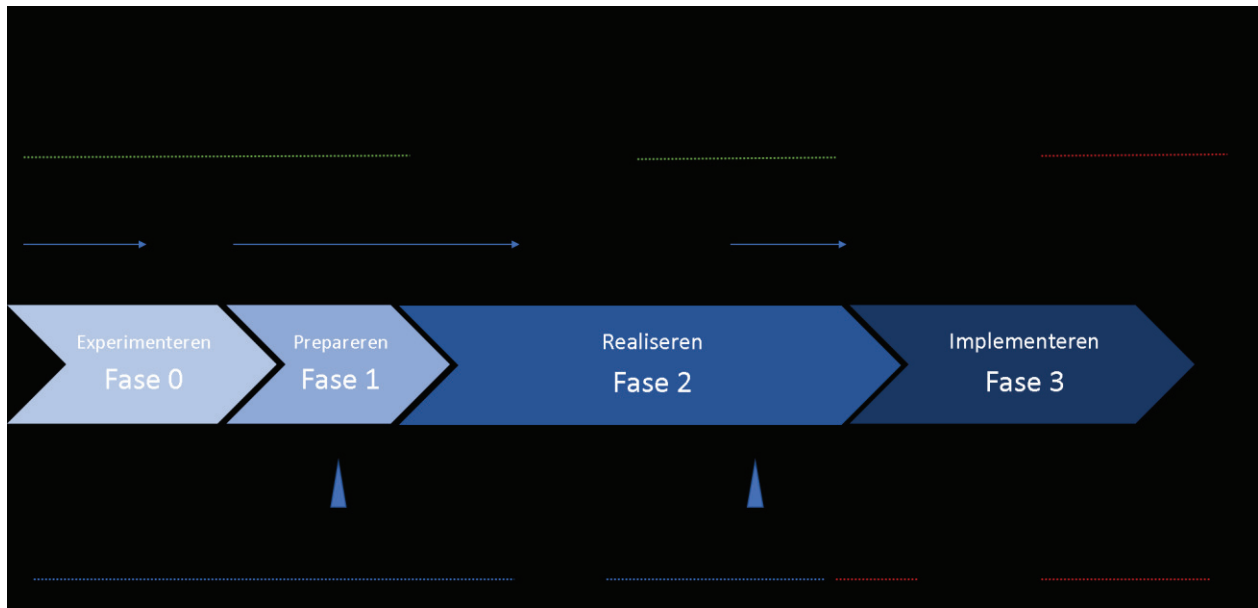 Experimenteren
Fase 0
Prepareren
Fase 1
Realiseren
Fase 2
Implementeren
Fase 3